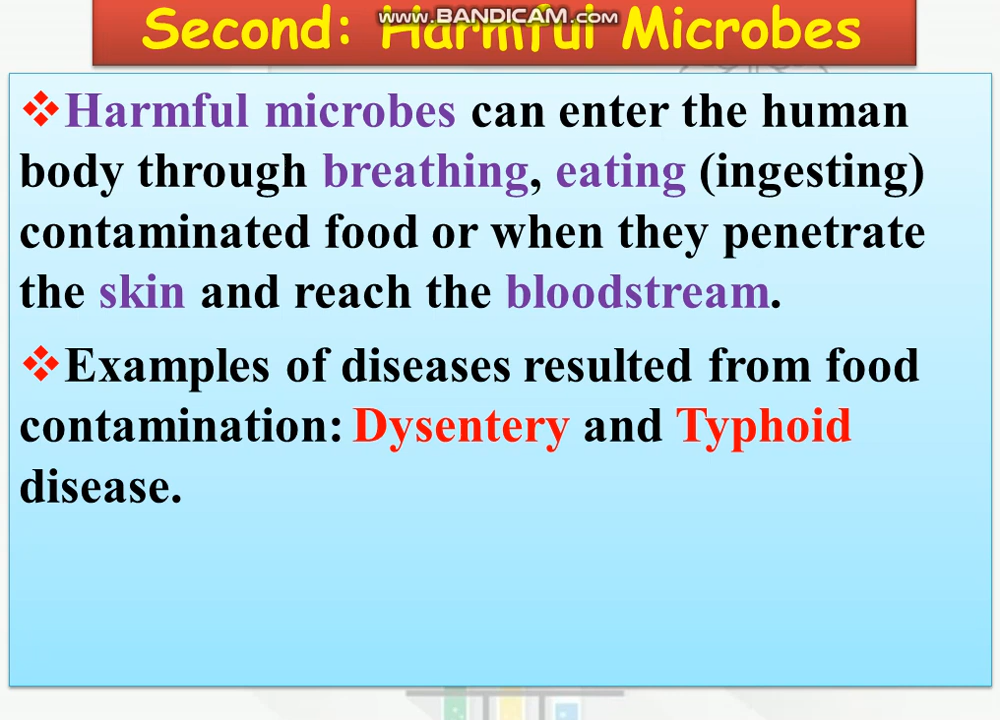 www.BANDICAM.com
Second: Harmful Microbes
❖Harmful microbes can enter the human
body through breathing, eating (ingesting)
contaminated food or when they penetrate
the skin and reach the bloodstream.
❖Examples of diseases resulted from food
contamination: Dysentery and Typhoid
disease.